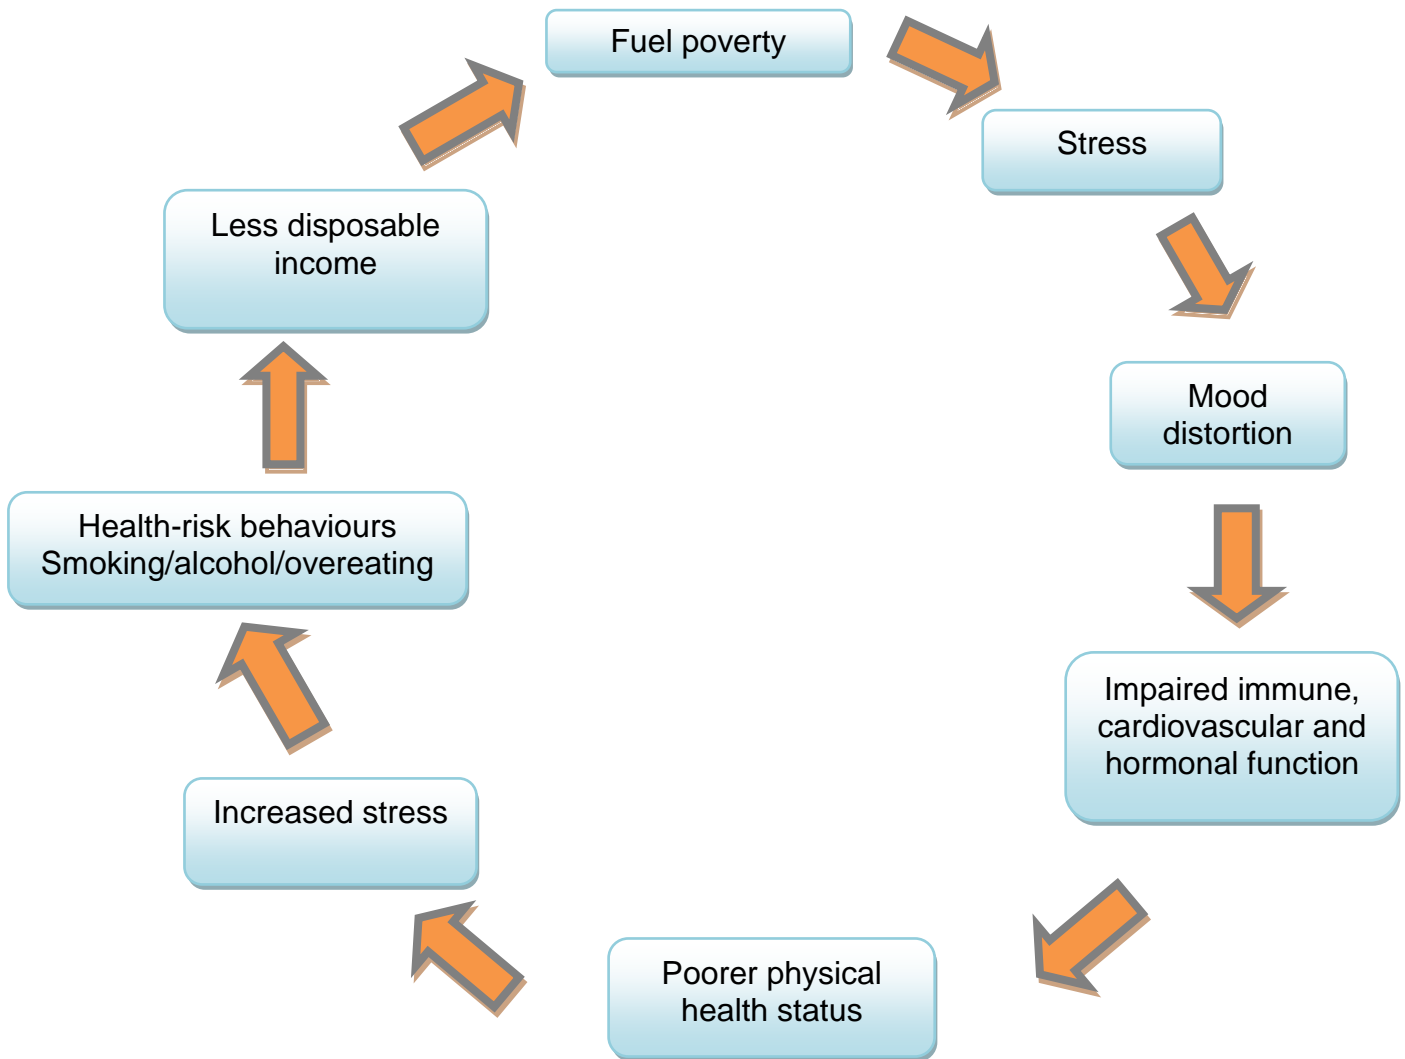 Fuel poverty
Stress
Mood
distortion
Impaired immune,
cardiovascular and
hormonal function
Poorer physical
health status
Increased stress
Health-risk behaviours
Smoking/alcohol/overeating
Less disposable
income